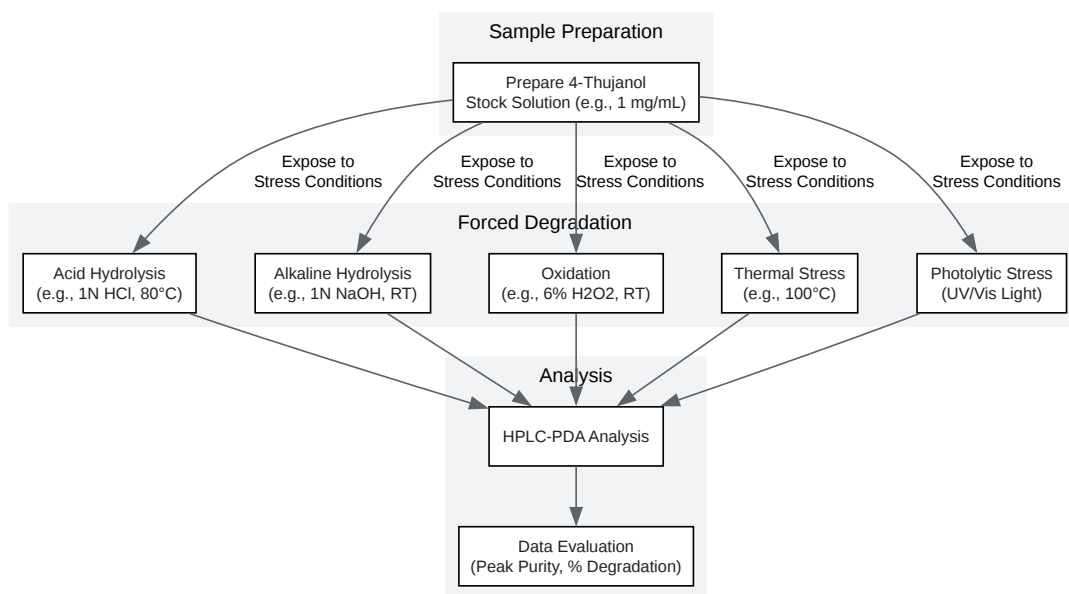 Sample Preparation
Prepare 4-Thujanol
Stock Solution (e.g., 1 mg/mL)
Expose to
Stress Conditions
Expose to
Stress Conditions
Expose to
Stress Conditions
Expose to
Stress Conditions
Expose to
Stress Conditions
Forced Degradation
Acid Hydrolysis
(e.g., 1N HCl, 80°C)
Alkaline Hydrolysis
(e.g., 1N NaOH, RT)
Oxidation
(e.g., 6% H2O2, RT)
Thermal Stress
(e.g., 100°C)
Photolytic Stress
(UV/Vis Light)
Analysis
HPLC-PDA Analysis
Data Evaluation
(Peak Purity, % Degradation)